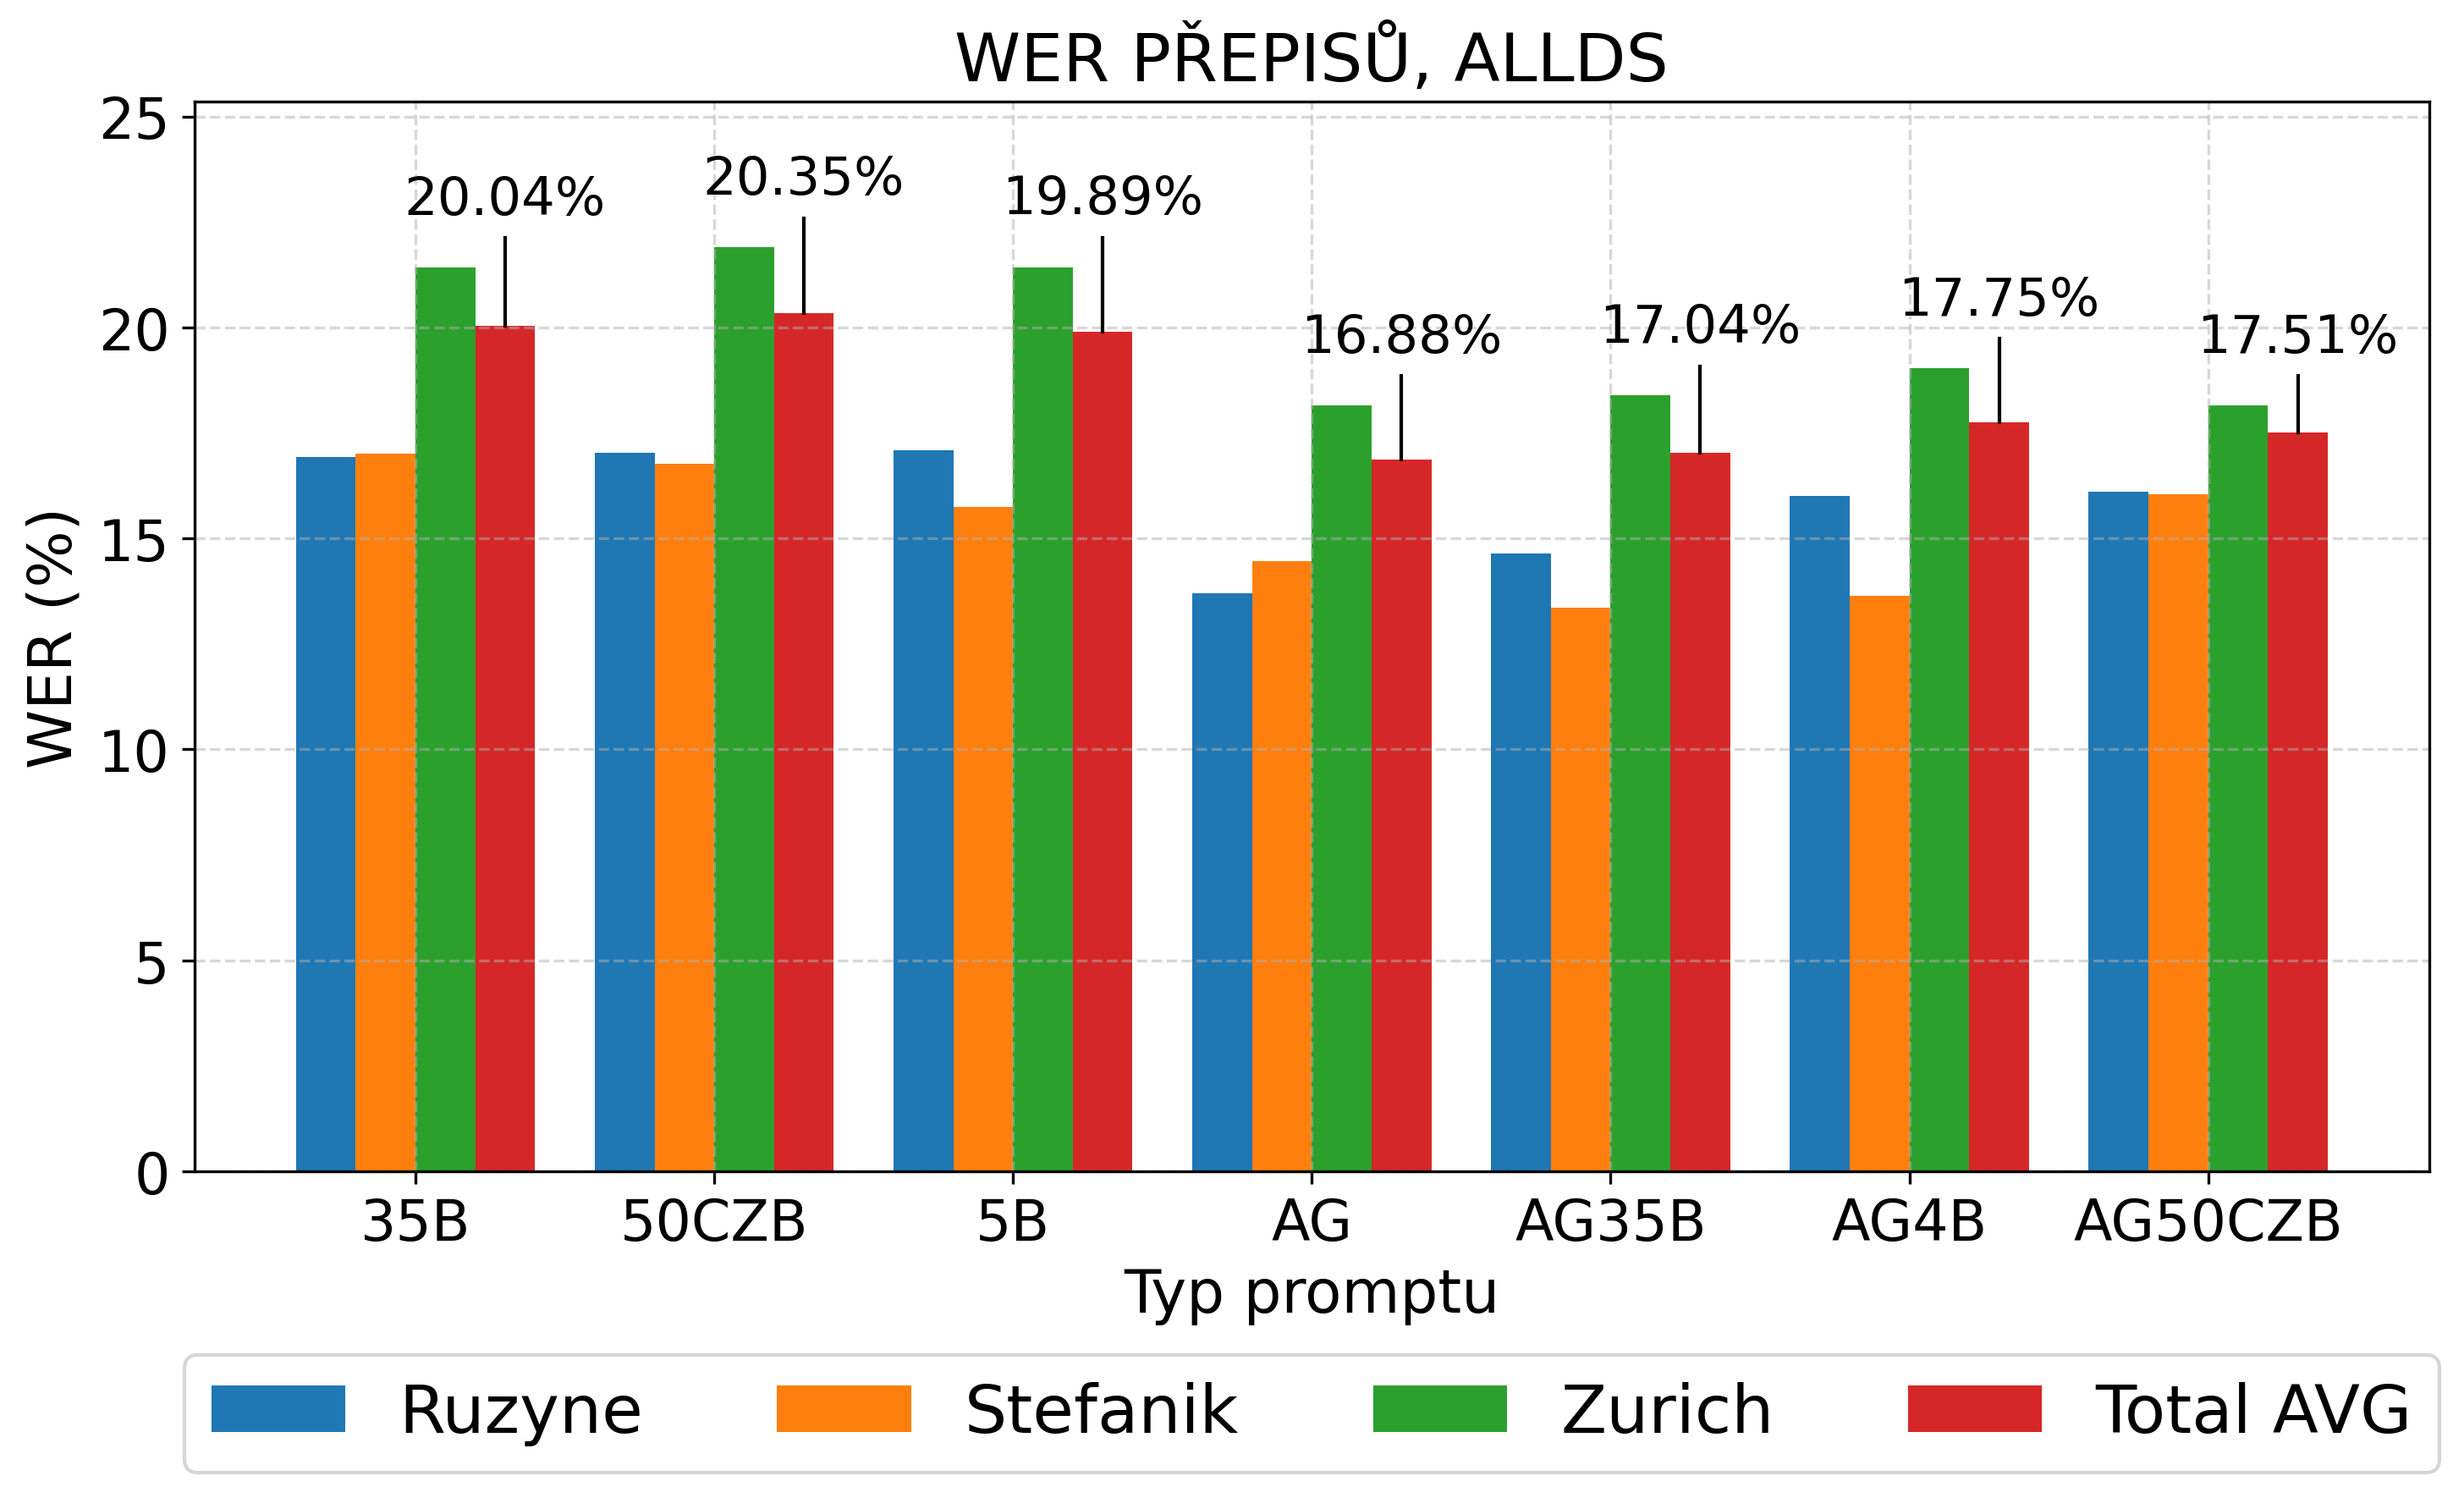 WER PŘEPISŮ, ALLDS
25
20
15
10
5
0
WER (%)
20.04%
20.35%
19.89%
16.88%
17.04%
17.75%
17.51%
35B
50CZB
5B
AG
AG35B
AG4B
AG50CZB
Typ promptu
Ruzyne
Stefanik
Zurich
Total AVG